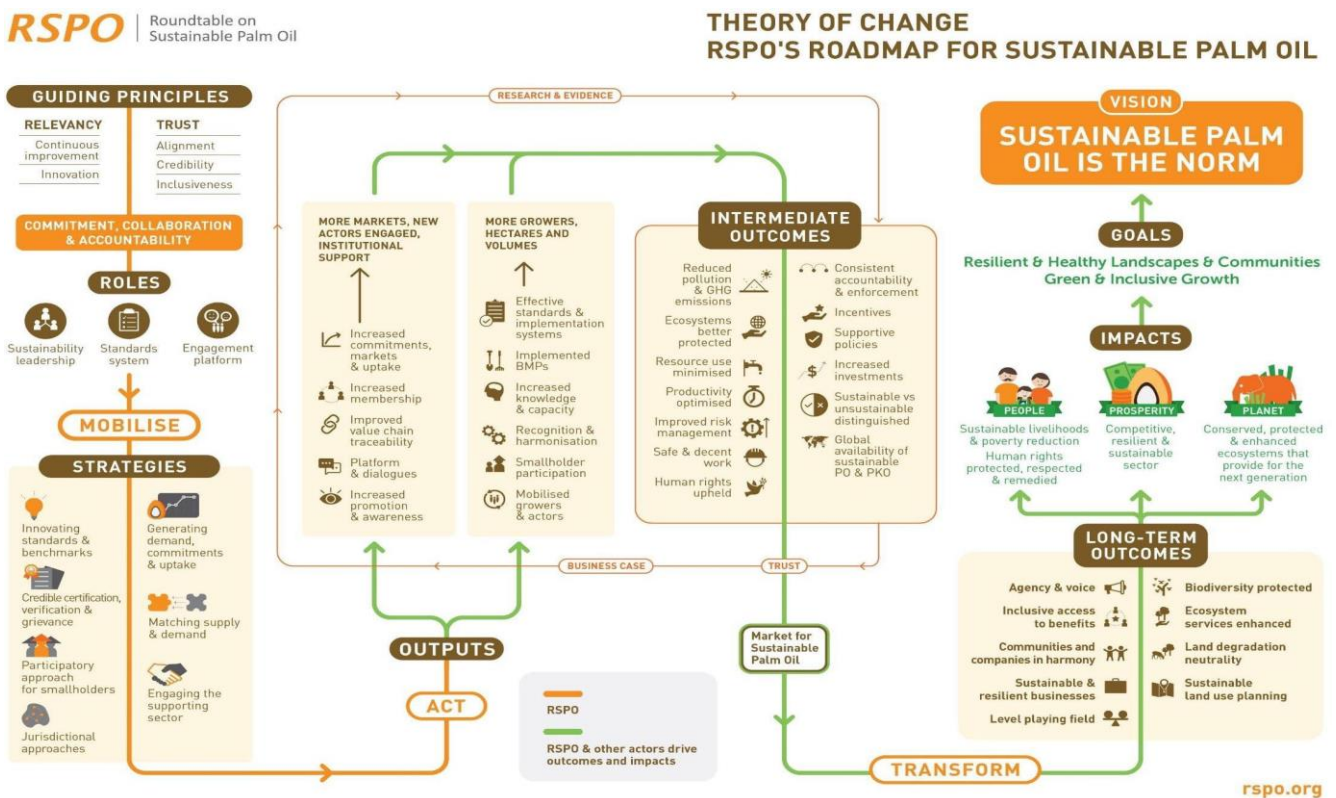 RSPO
Roundtable on
Sustainable Palm Oil
THEORY OF CHANGE
RSPO'S ROADMAP FOR SUSTAINABLE PALM OIL
GUIDING PRINCIPLES
RELEVANCY
Continuous
improvement
Innovation
TRUST
Alignment
Credibility
Inclusiveness
COMMITMENT, COLLABORATION
& ACCOUNTABILITY
ROLES
Sustainability
leadership
Standards
system
Engagement
platform
MOBILISE
STRATEGIES
Innovating
standards &
benchmarks
Credible certification,
verification &
grievance
Participatory
approach
for smallholders
Jurisdictional
approaches
Generating
demand,
commitments
& uptake
Matching supply
& demand
Engaging the
supporting
sector
RESEARCH & EVIDENCE
MORE MARKETS, NEW
ACTORS ENGAGED,
INSTITUTIONAL
SUPPORT
Increased
commitments,
markets
& uptake
Increased
membership
Improved
value chain
traceability
Platform
& dialogues
Increased
promotion
& awareness
MORE GROWERS,
HECTARES AND
VOLUMES
Effective
standards &
implementation
systems
Implemented
BMPs
Increased
knowledge
& capacity
Recognition &
harmonisation
Smallholder
participation
Mobilised
growers
& actors
BUSINESS CASE
TRUST
OUTPUTS
ACT
RSPO
RSPO & other actors drive
outcomes and impacts
INTERMEDIATE
OUTCOMES
Reduced
pollution
& GHG
emissions
Ecosystems
better
protected
Resource use
minimised
Productivity
optimised
Improved risk
management
Safe & decent
work
Human rights
upheld
Consistent
accountability
& enforcement
Incentives
Supportive
policies
Increased
investments
Sustainable vs
unsustainable
distinguished
Global
availability of
sustainable
PO & PKO
Market for
Sustainable
Palm Oil
TRANSFORM
VISION
SUSTAINABLE PALM
OIL IS THE NORM
GOALS
Resilient & Healthy Landscapes & Communities
Green & Inclusive Growth
IMPACTS
PEOPLE
Sustainable livelihoods
& poverty reduction
Human rights
protected, respected
& remedied
PROSPERITY
Competitive,
resilient &
sustainable
sector
PLANET
Conserved, protected
& enhanced
ecosystems that
provide for the
next generation
LONG-TERM
OUTCOMES
Agency & voice
Inclusive access
to benefits
Communities and
companies in harmony
Sustainable &
resilient businesses
Level playing field
Biodiversity protected
Ecosystem
services enhanced
Land degradation
neutrality
Sustainable
land use planning
rspo.org